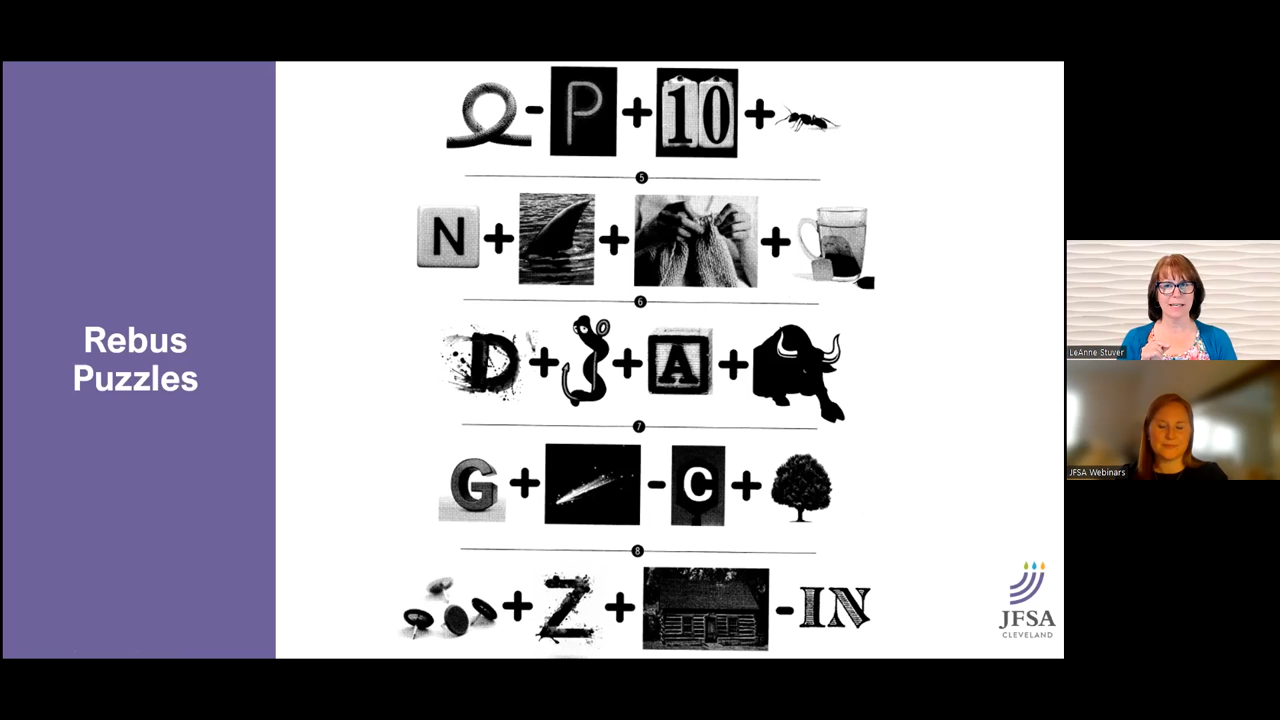 Rebus
Puzzles
- P + 10 +
5
N + + +
6
D + + A +
7
G + - C +
8
+ Z + - IN
JFSA
CLEVELAND
LeAnne Stuver
JFSA Webinars